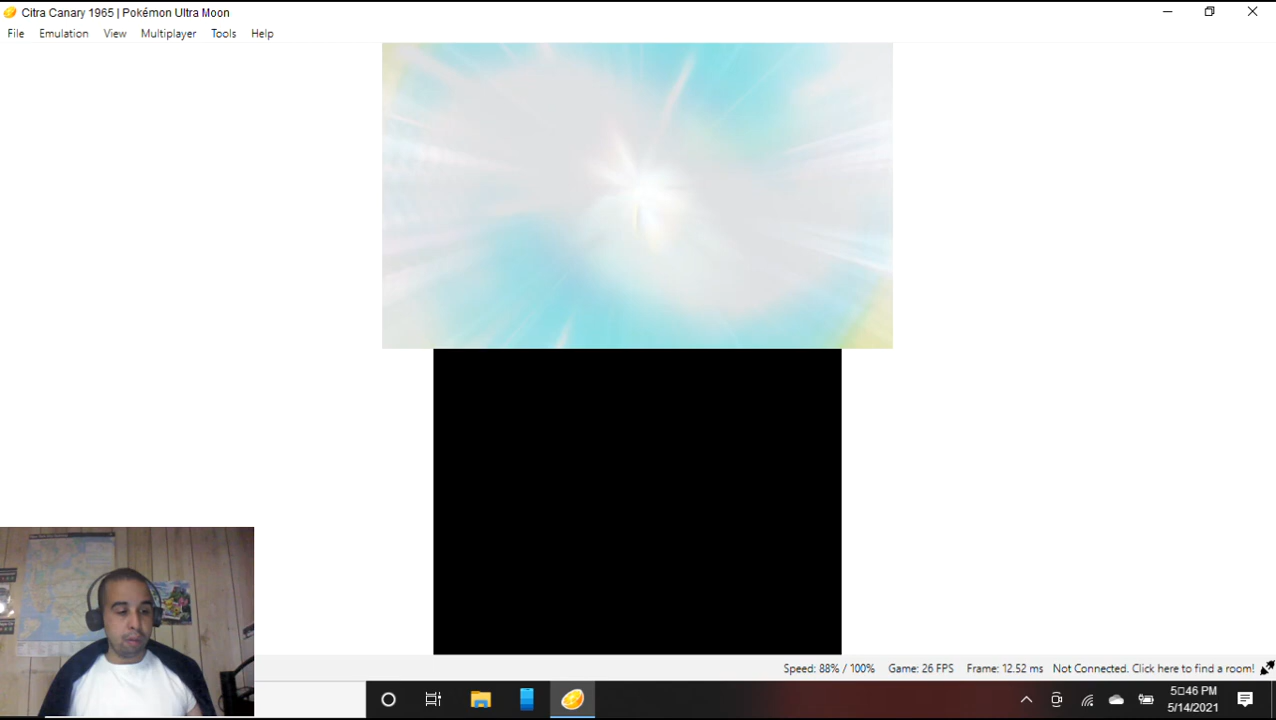 Citra Canary 1965 | Pokémon Ultra Moon
File Emulation View Multiplayer Tools Help
Speed: 88% / 100% Game: 26 FPS Frame: 12.52 ms Not Connected. Click here to find a room!
5:46 PM
5/14/2021